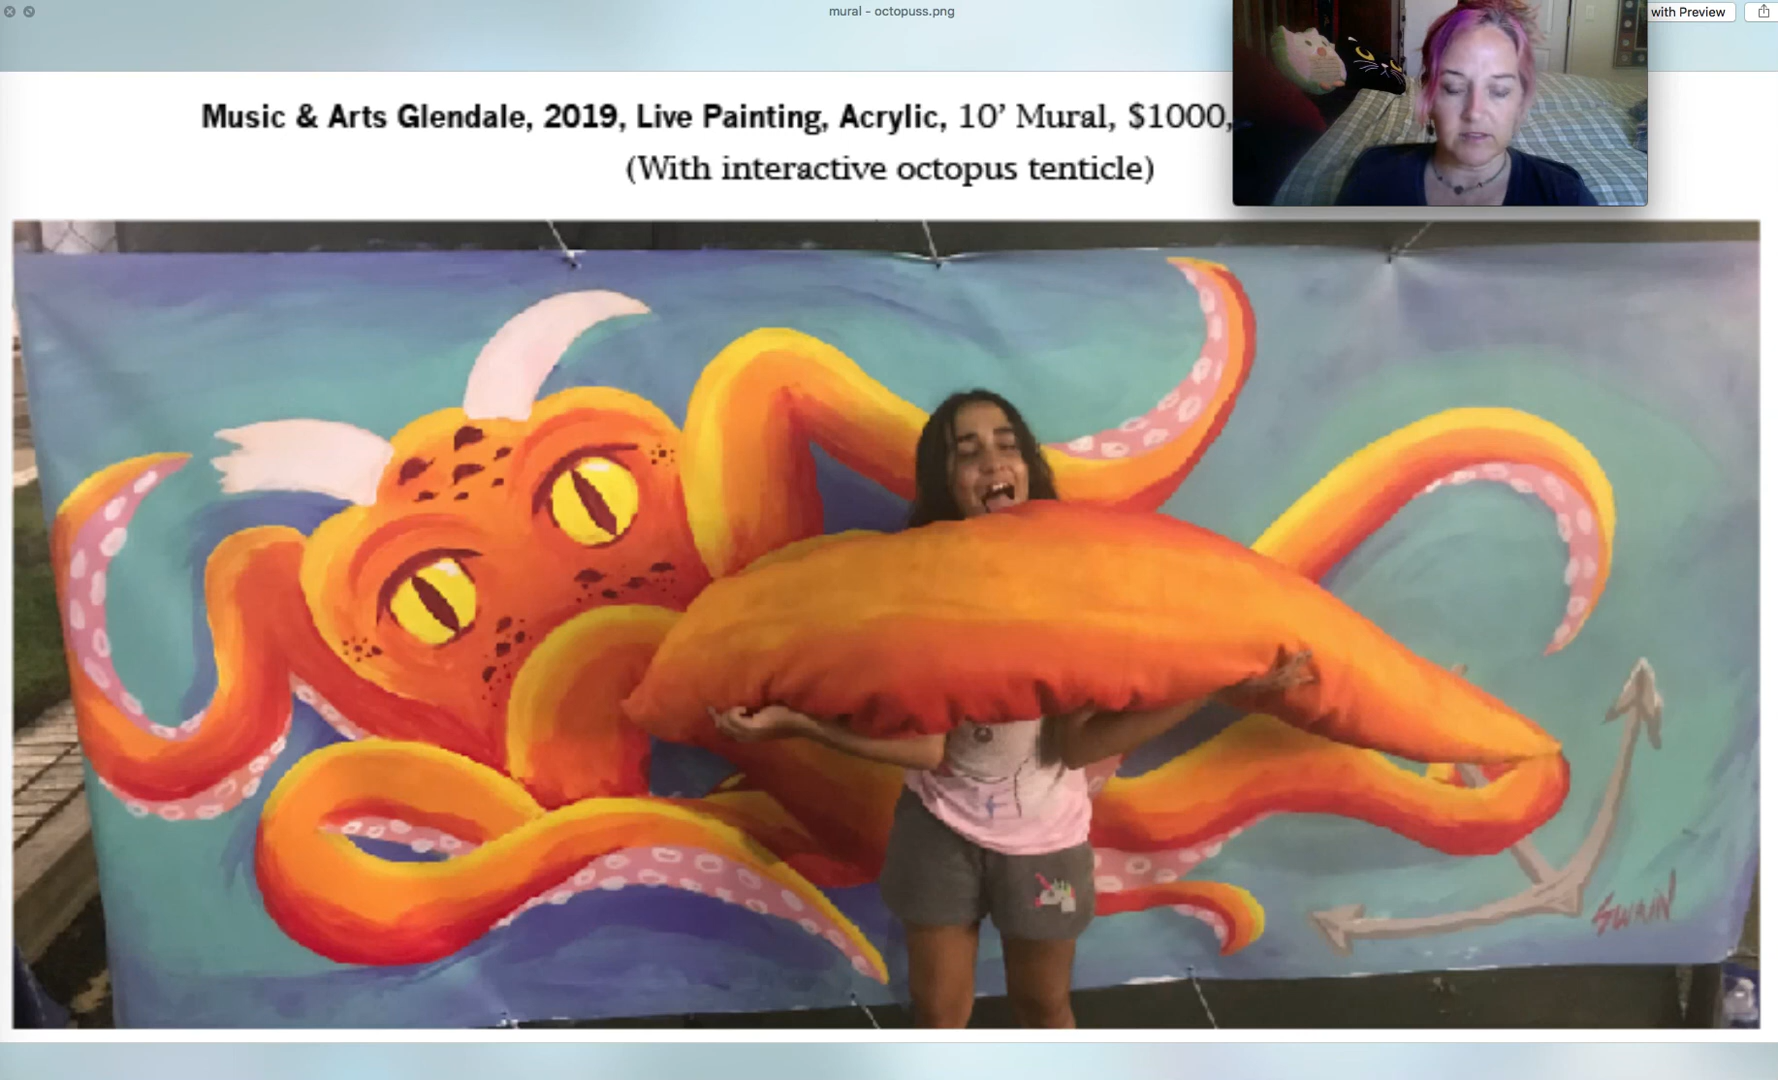 mural - octopuss.png
with Preview
Music & Arts Glendale, 2019, Live Painting, Acrylic, 10’ Mural, $1000,
(With interactive octopus tenticle)
SWAIN